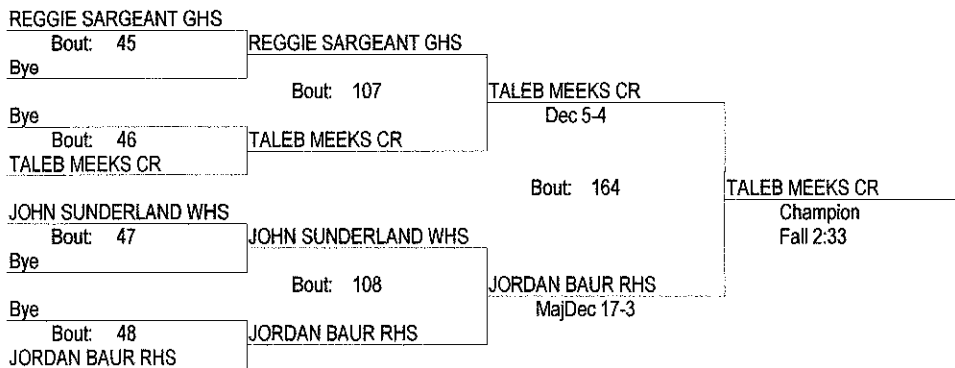 REGGIE SARGEANT GHS
Bout: 45
REGGIE SARGEANT GHS
Bye
Bout: 107
TALEB MEEKS CR
Dec 5-4
Bye
Bout: 46
TALEB MEEKS CR
TALEB MEEKS CR
Bout: 164
TALEB MEEKS CR
Champion
Fall 2:33
JOHN SUNDERLAND WHS
Bout: 47
JOHN SUNDERLAND WHS
Bye
Bout: 108
JORDAN BAUR RHS
MajDec 17-3
Bye
Bout: 48
JORDAN BAUR RHS
JORDAN BAUR RHS